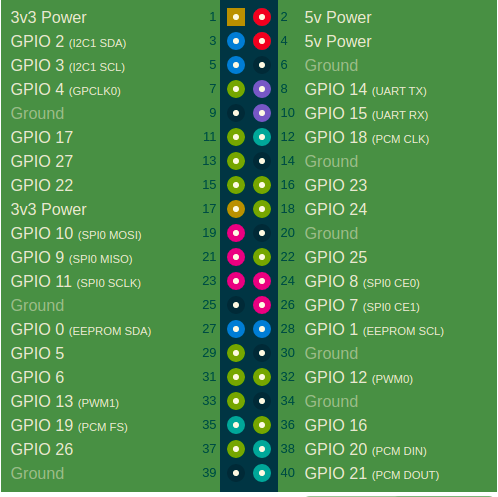 3v3 Power 1 2 5v Power
GPIO 2 (I2C1 SDA) 3 4 5v Power
GPIO 3 (I2C1 SCL) 5 6 Ground
GPIO 4 (GPCLK0) 7 8 GPIO 14 (UART TX)
Ground 9 10 GPIO 15 (UART RX)
GPIO 17 11 12 GPIO 18 (PCM CLK)
GPIO 27 13 14 Ground
GPIO 22 15 16 GPIO 23
3v3 Power 17 18 GPIO 24
GPIO 10 (SPI0 MOSI) 19 20 Ground
GPIO 9 (SPI0 MISO) 21 22 GPIO 25
GPIO 11 (SPI0 SCLK) 23 24 GPIO 8 (SPI0 CE0)
Ground 25 26 GPIO 7 (SPI0 CE1)
GPIO 0 (EEPROM SDA) 27 28 GPIO 1 (EEPROM SCL)
GPIO 5 29 30 Ground
GPIO 6 31 32 GPIO 12 (PWM0)
GPIO 13 (PWM1) 33 34 Ground
GPIO 19 (PCM FS) 35 36 GPIO 16
GPIO 26 37 38 GPIO 20 (PCM DIN)
Ground 39 40 GPIO 21 (PCM DOUT)